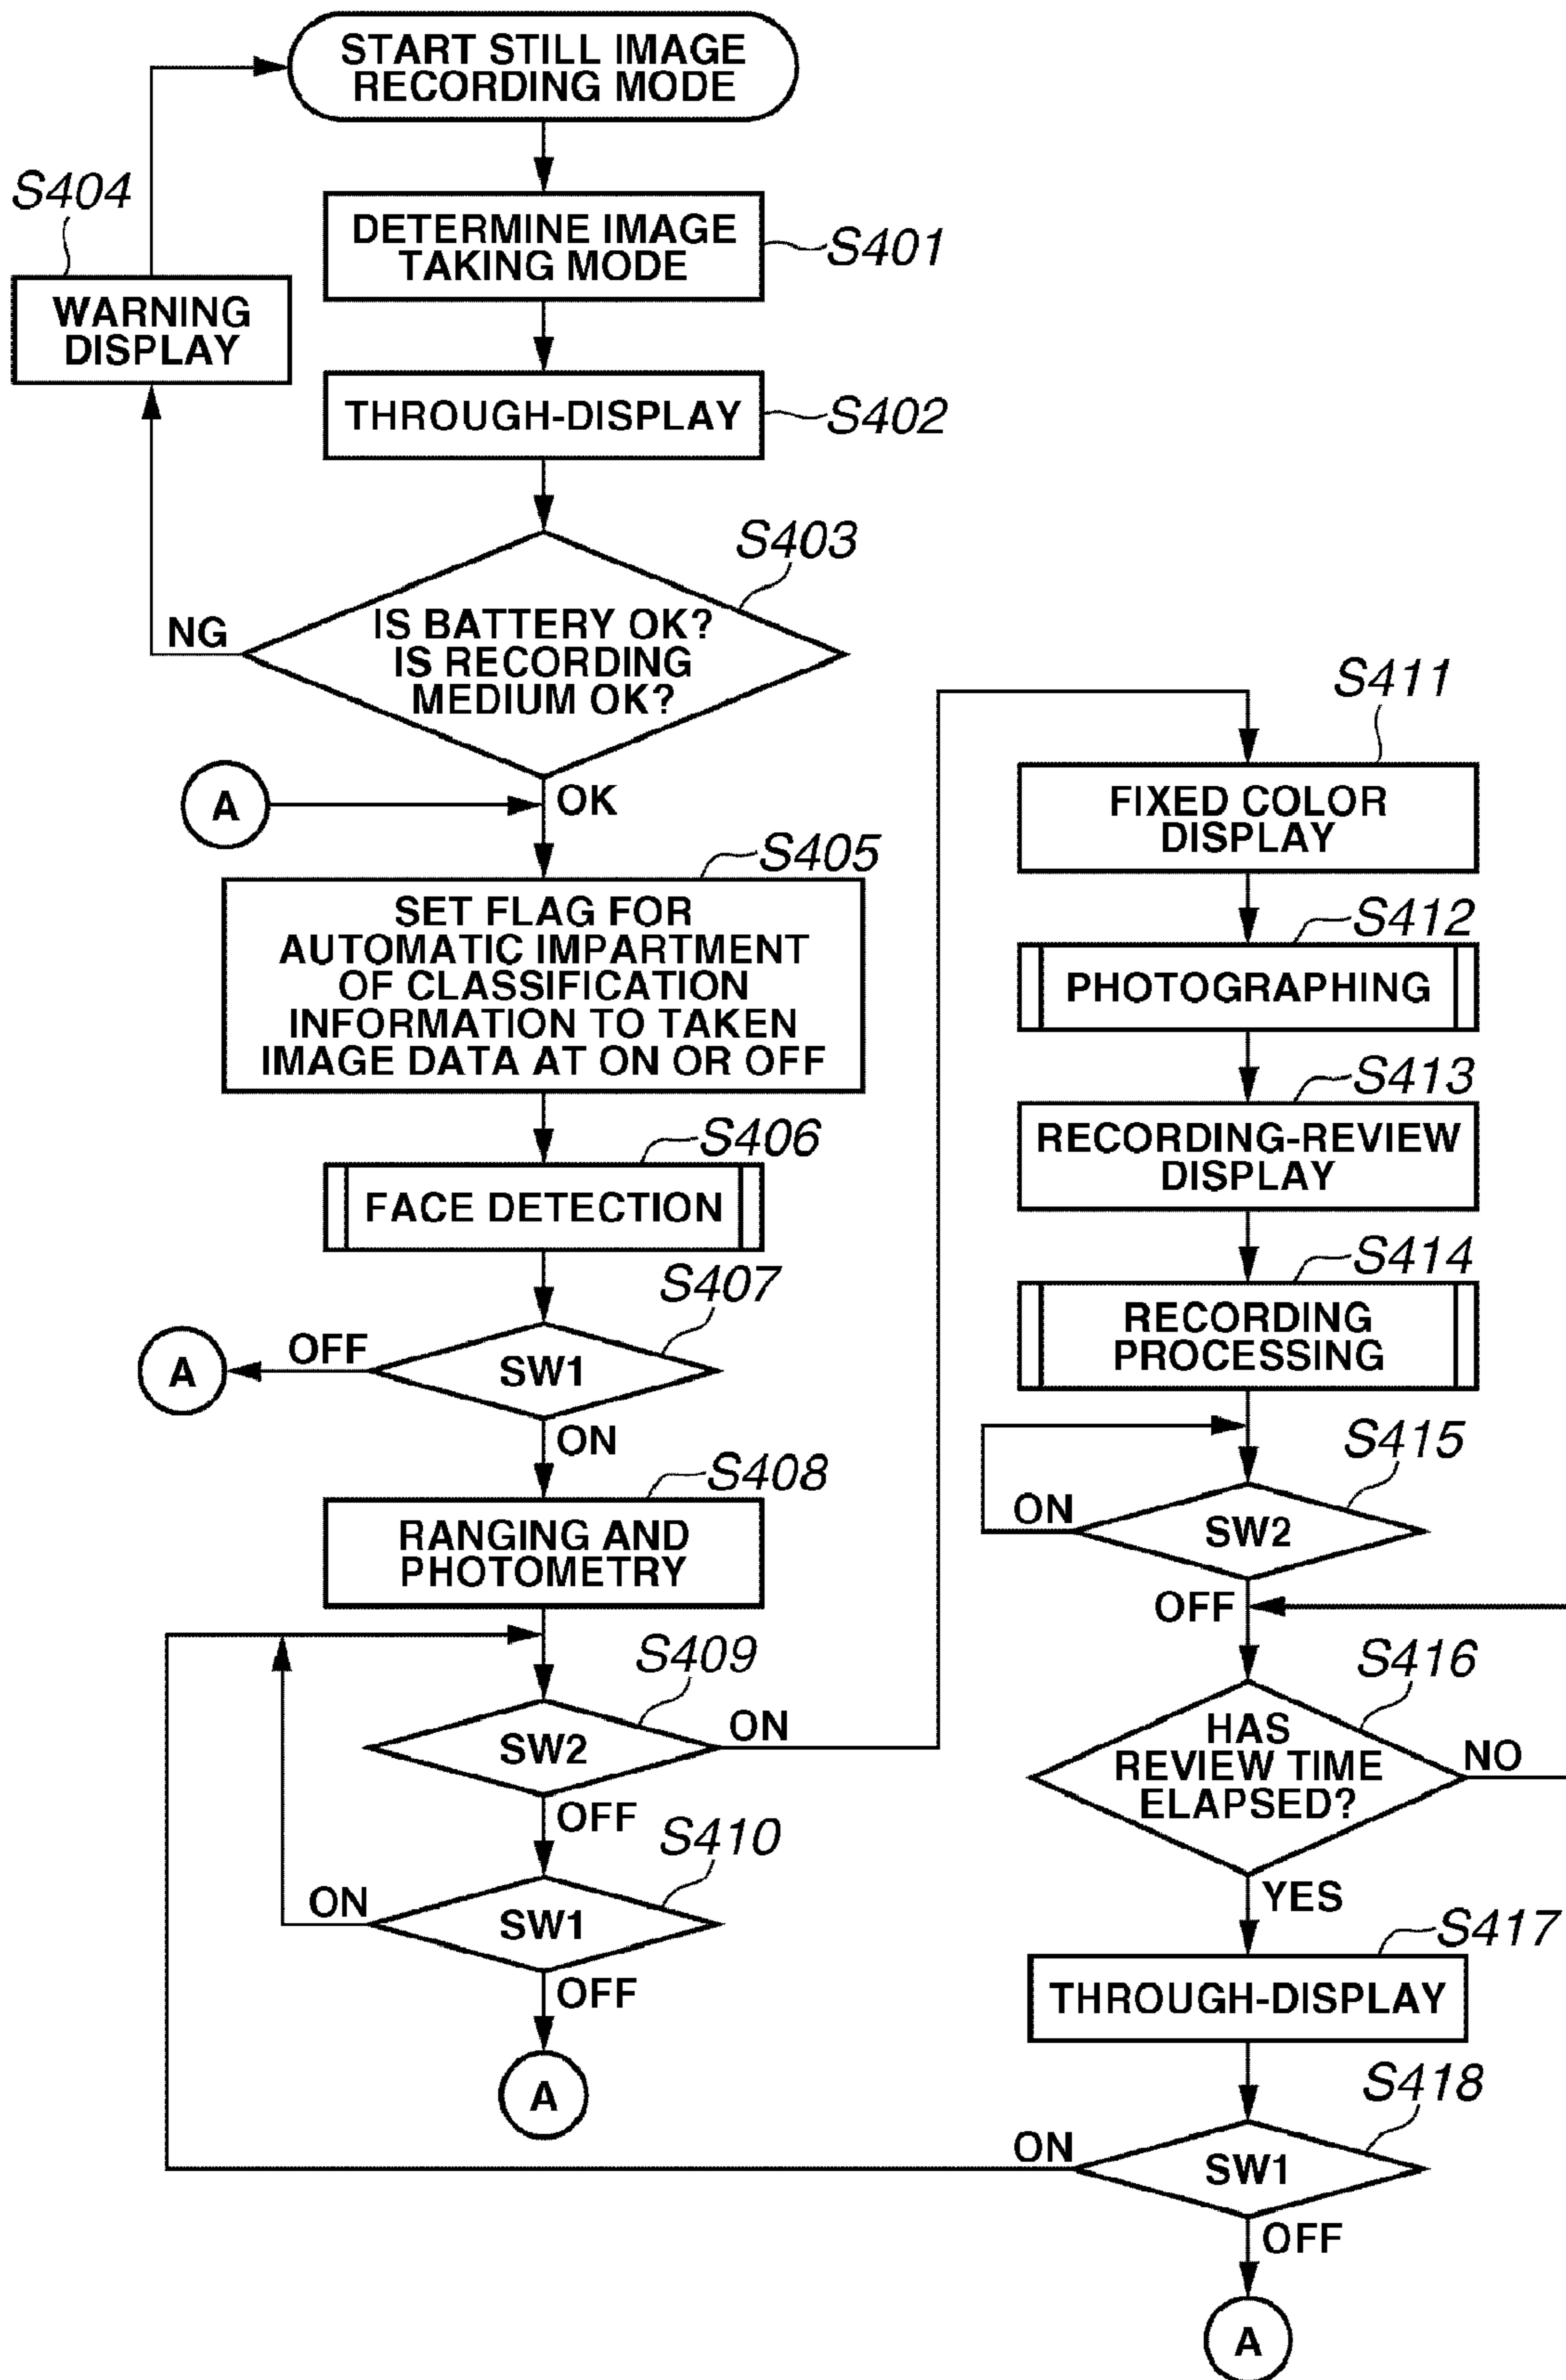 START STILL IMAGE
RECORDING MODE
S404
DETERMINE IMAGE
TAKING MODE
S401
WARNING
DISPLAY
THROUGH-DISPLAY
S402
S403
NG
IS BATTERY OK?
IS RECORDING
MEDIUM OK?
A
OK
S405
SET FLAG FOR
AUTOMATIC IMPARTMENT
OF CLASSIFICATION
INFORMATION TO TAKEN
IMAGE DATA AT ON OR OFF
S406
FACE DETECTION
S407
A
OFF
SW1
ON
S408
RANGING AND
PHOTOMETRY
S409
SW2
ON
OFF
S410
ON
SW1
OFF
A
S411
FIXED COLOR
DISPLAY
S412
PHOTOGRAPHING
S413
RECORDING-REVIEW
DISPLAY
S414
RECORDING
PROCESSING
S415
ON
SW2
OFF
S416
HAS
REVIEW TIME
ELAPSED?
NO
YES
S417
THROUGH-DISPLAY
S418
ON
SW1
OFF
A